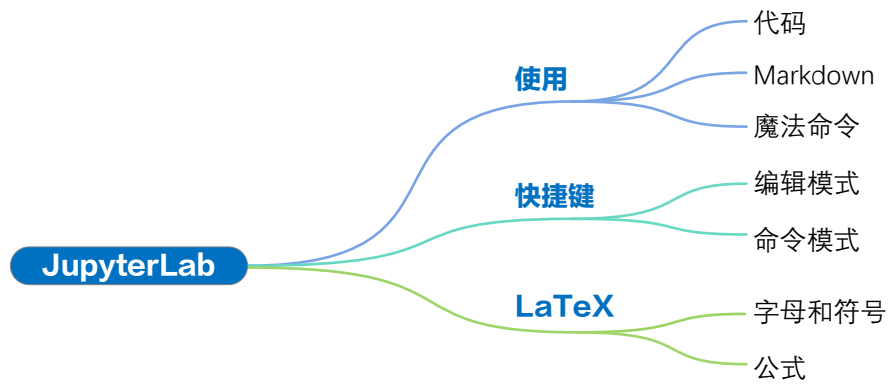 JupyterLab
使用
代码
Markdown
魔法命令
快捷键
编辑模式
命令模式
LaTeX
字母和符号
公式